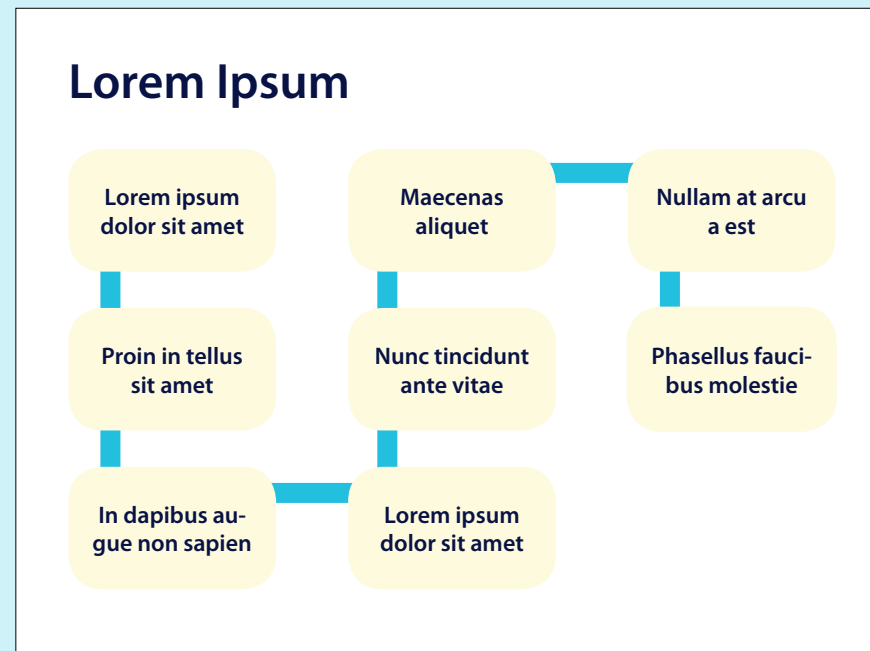 Lorem Ipsum
Lorem ipsum
dolor sit amet
Proin in tellus
sit amet
In dapibus au-
gue non sapien
Lorem ipsum
dolor sit amet
Nunc tincidunt
ante vitae
Maecenas
aliquet
Nullam at arcu
a est
Phasellus fauci-
bus molestie